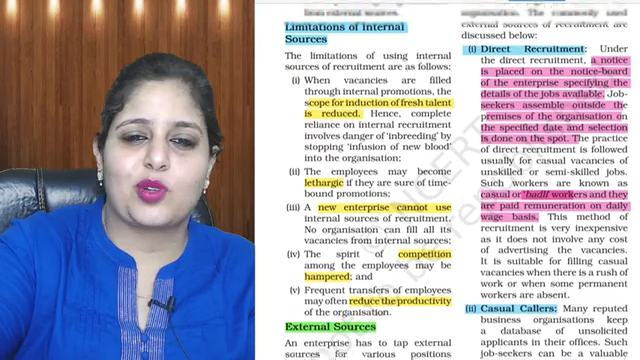 from external sources.
Limitations of Internal
Sources
The limitations of using internal
sources of recruitment are as follows:
(i) When vacancies are filled
through internal promotions, the
scope for induction of fresh talent
is reduced. Hence, complete
reliance on internal recruitment
involves danger of 'inbreeding' by
stopping 'infusion of new blood'
into the organisation;
(ii) The employees may become
lethargic if they are sure of time-
bound promotions;
(iii) A new enterprise cannot use
internal sources of recruitment.
No organisation can fill all its
vacancies from internal sources;
(iv) The spirit of competition
among the employees may be
hampered; and
(v) Frequent transfers of employees
may often reduce the productivity
of the organisation.
External Sources
An enterprise has to tap external
sources for various positions
organisation. The commonly used
external sources of recruitment are
discussed below:
(i) Direct Recruitment: Under
the direct recruitment, a notice
is placed on the notice-board
of the enterprise specifying the
details of the jobs available. Job-
seekers assemble outside the
premises of the organisation on
the specified date and selection
is done on the spot. The practice
of direct recruitment is followed
usually for casual vacancies of
unskilled or semi-skilled jobs.
Such workers are known as
casual or 'badli' workers and they
are paid remuneration on daily
wage basis. This method of
recruitment is very inexpensive
as it does not involve any cost
of advertising the vacancies. It
is suitable for filling casual
vacancies when there is a rush of
work or when some permanent
workers are absent.
(ii) Casual Callers: Many reputed
business organisations keep
a database of unsolicited
applicants in their offices. Such
job-seekers can be a valuable